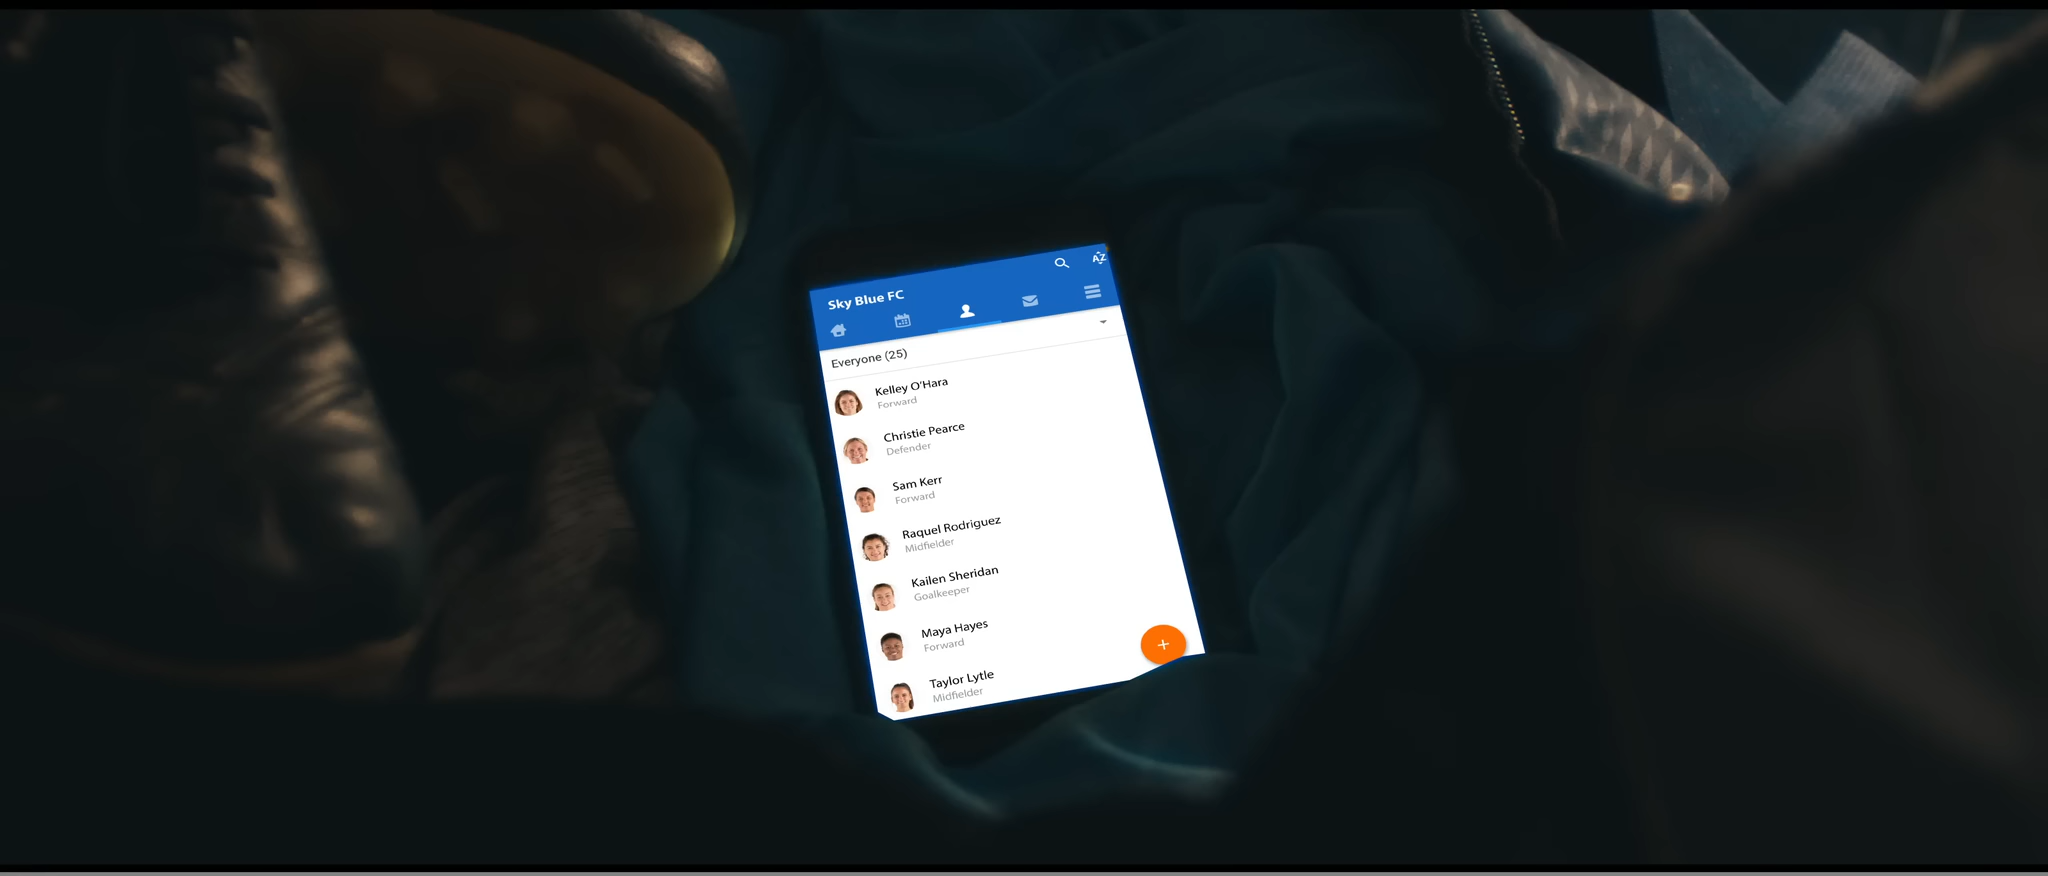 AZ
Sky Blue FC
Everyone (25)
Kelley O'Hara
Forward
Christie Pearce
Defender
Sam Kerr
Forward
Raquel Rodriguez
Midfielder
Kailen Sheridan
Goalkeeper
Maya Hayes
Forward
Taylor Lytle
Midfielder